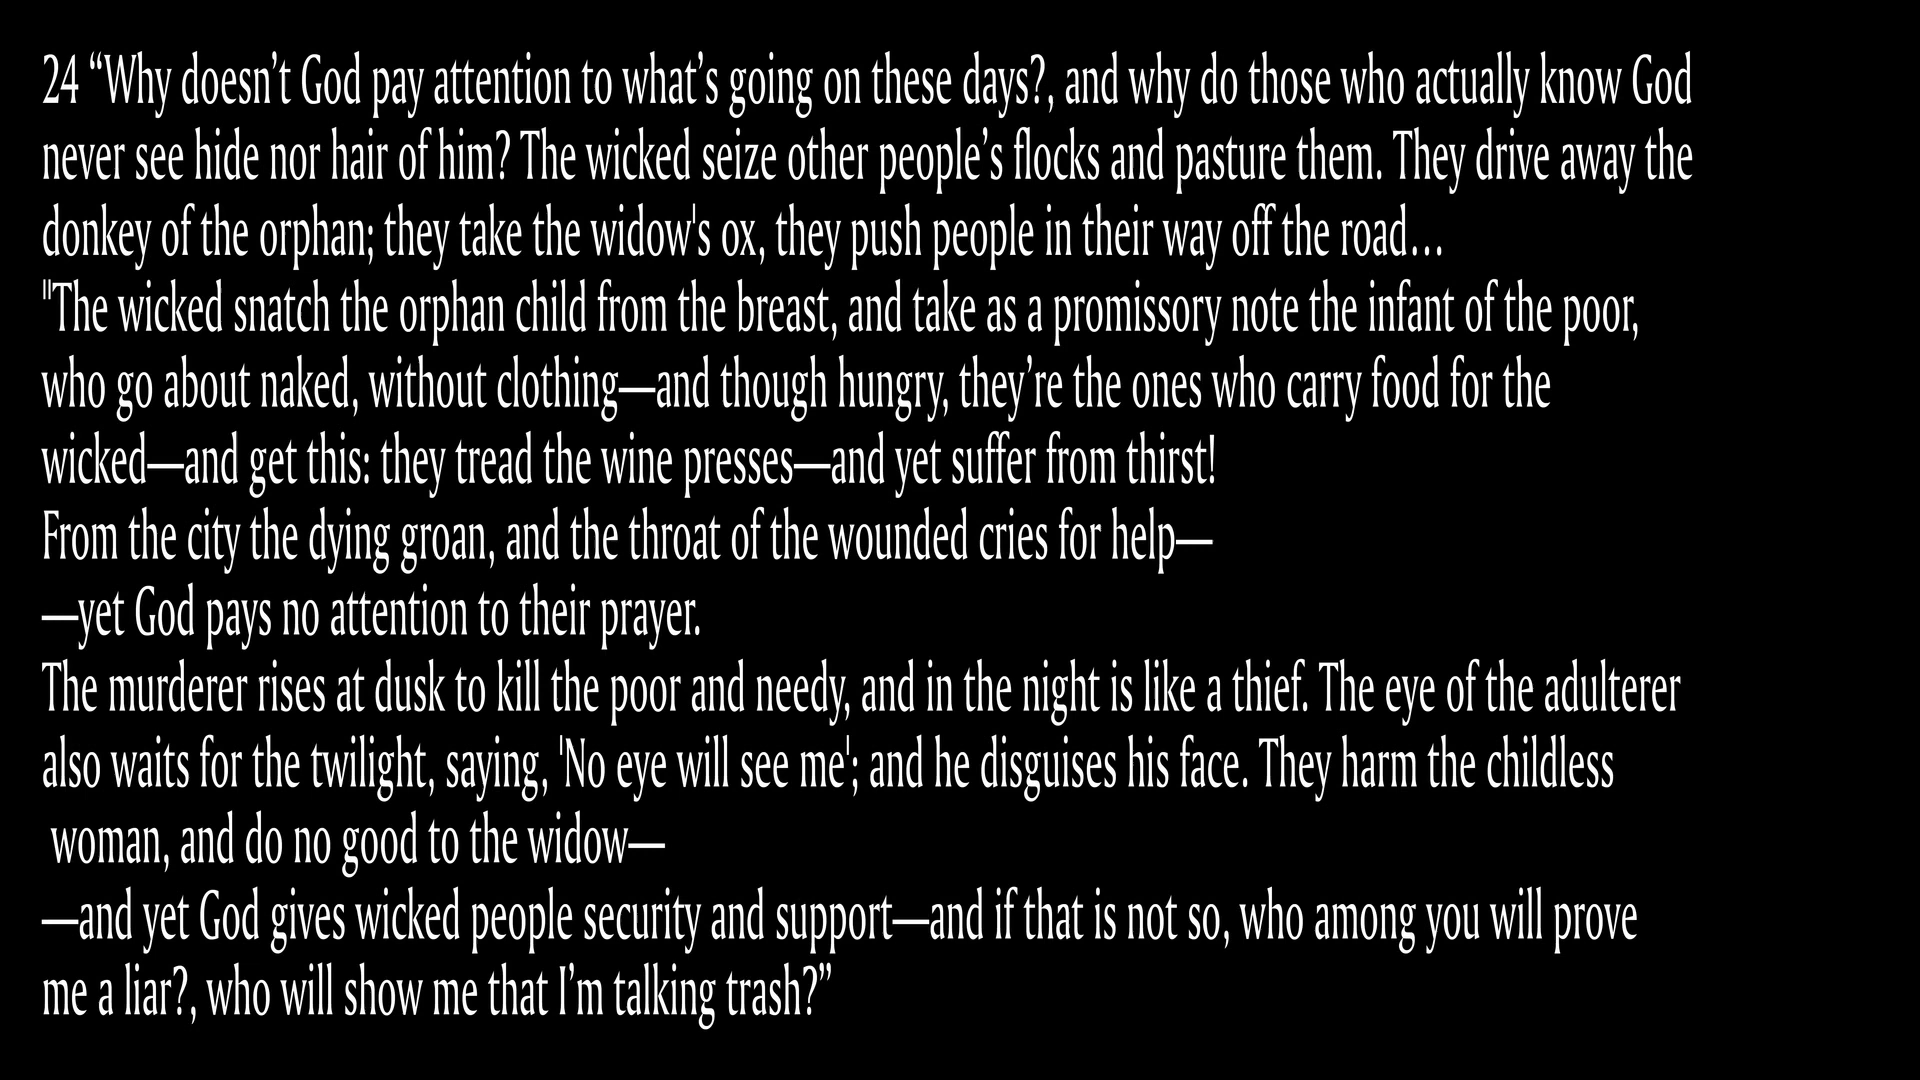 24 “Why doesn’t God pay attention to what’s going on these days?, and why do those who actually know God
never see hide nor hair of him? The wicked seize other people’s flocks and pasture them. They drive away the
donkey of the orphan; they take the widow's ox, they push people in their way off the road…
"The wicked snatch the orphan child from the breast, and take as a promissory note the infant of the poor,
who go about naked, without clothing—and though hungry, they’re the ones who carry food for the
wicked—and get this: they tread the wine presses—and yet suffer from thirst!
From the city the dying groan, and the throat of the wounded cries for help—
—yet God pays no attention to their prayer.
The murderer rises at dusk to kill the poor and needy, and in the night is like a thief. The eye of the adulterer
also waits for the twilight, saying, 'No eye will see me'; and he disguises his face. They harm the childless
woman, and do no good to the widow—
—and yet God gives wicked people security and support—and if that is not so, who among you will prove
me a liar?, who will show me that I’m talking trash?”